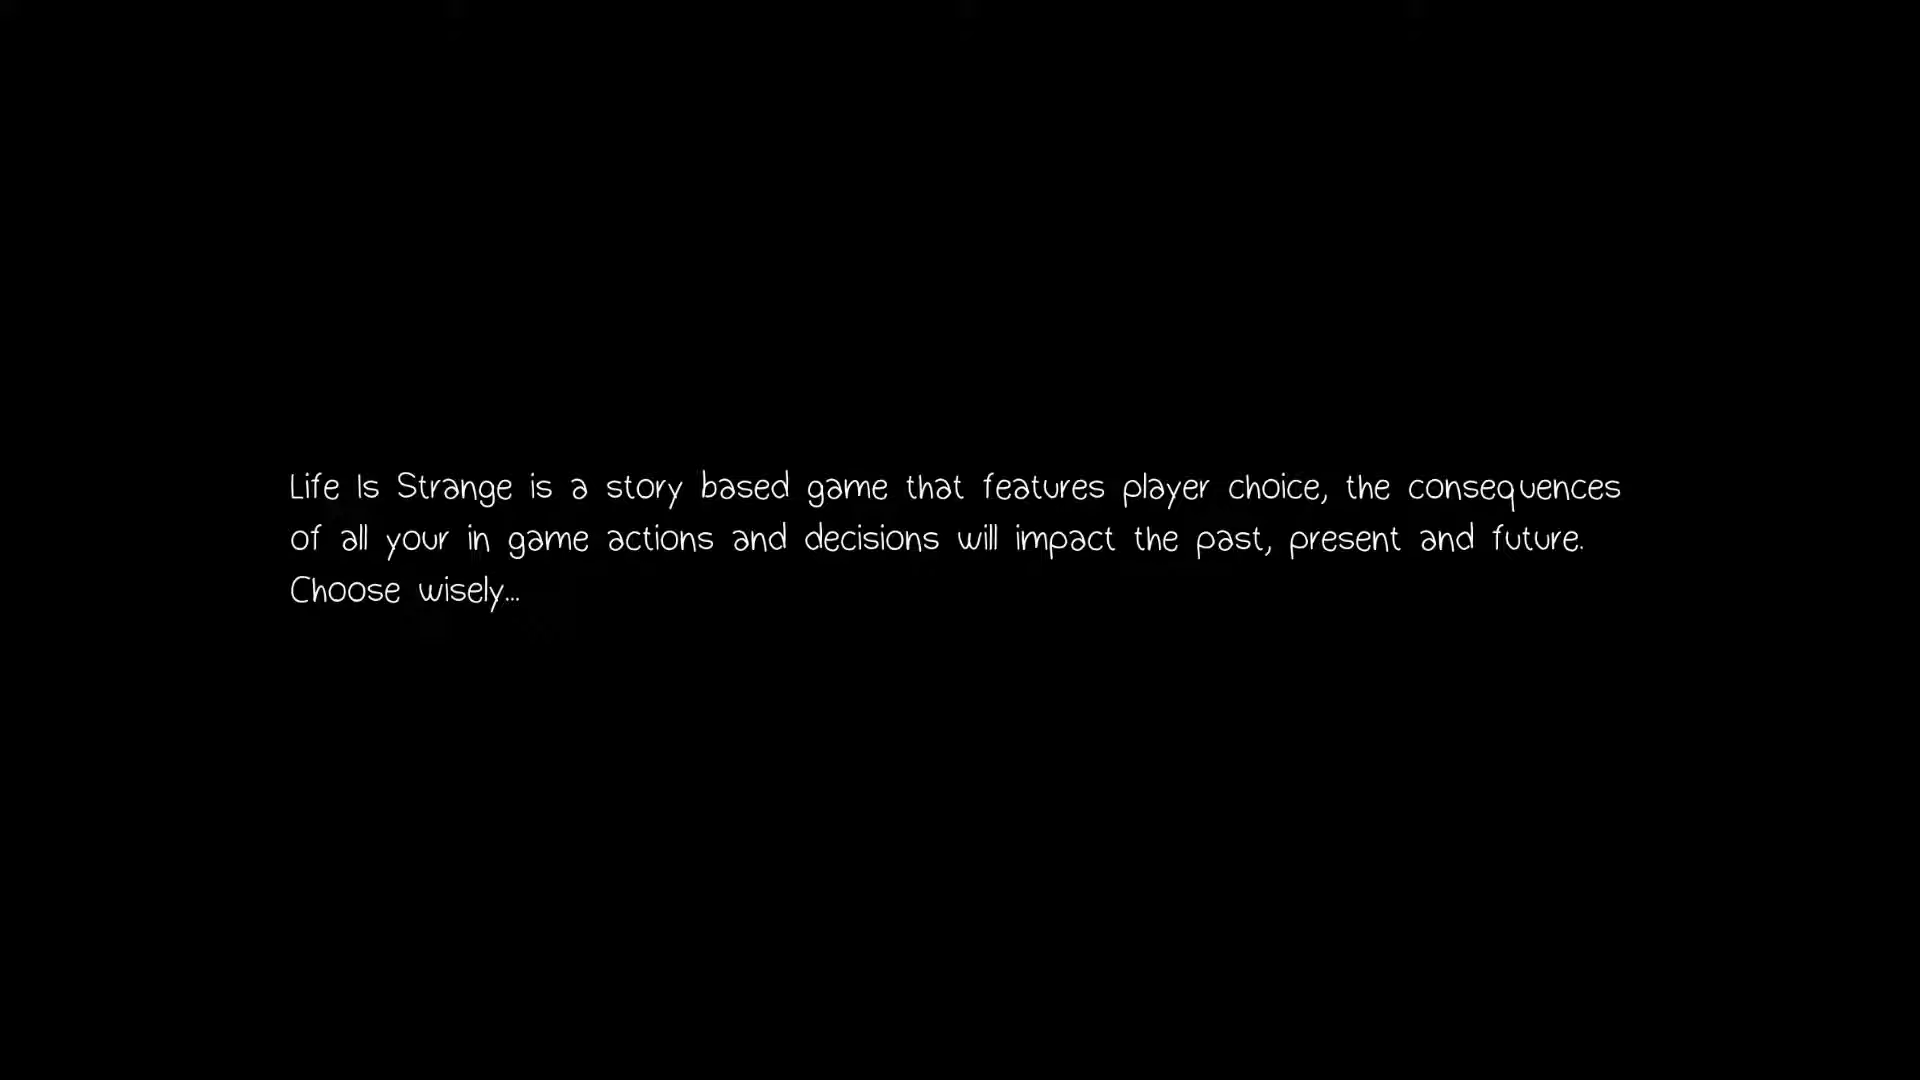 Life Is Strange is a story based game that features player choice, the consequences
of all your in game actions and decisions will impact the past, present and future.
Choose wisely...